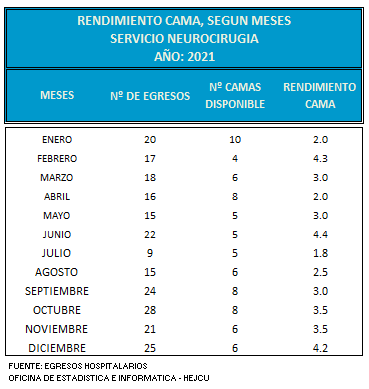 RENDIMIENTO CAMA, SEGUN MESES
SERVICIO NEUROCIRUGIA
AÑO: 2021
MESES Nº DE EGRESOS Nº CAMAS DISPONIBLE RENDIMIENTO CAMA
ENERO 20 10 2.0
FEBRERO 17 4 4.3
MARZO 18 6 3.0
ABRIL 16 8 2.0
MAYO 15 5 3.0
JUNIO 22 5 4.4
JULIO 9 5 1.8
AGOSTO 15 6 2.5
SEPTIEMBRE 24 8 3.0
OCTUBRE 28 8 3.5
NOVIEMBRE 21 6 3.5
DICIEMBRE 25 6 4.2
FUENTE: EGRESOS HOSPITALARIOS
OFICINA DE ESTADISTICA E INFORMATICA - HEJCU